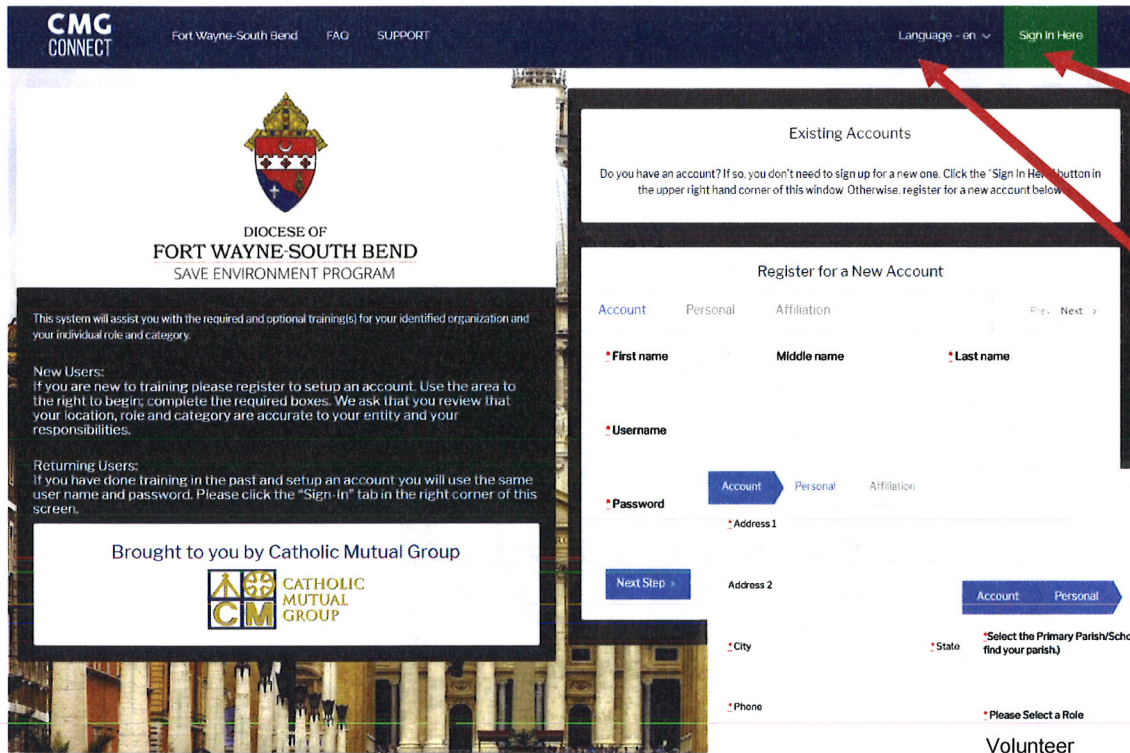 CMG
CONNECT
Fort Wayne-South Bend FAQ SUPPORT
Language - en
Sign In Here
DIOCESE OF
FORT WAYNE-SOUTH BEND
SAVE ENVIRONMENT PROGRAM
This system will assist you with the required and optional training(s) for your identified organization and
your individual role and category.
New Users:
If you are new to training please register to setup an account. Use the area to
the right to begin; complete the required boxes. We ask that you review that
your location, role and category are accurate to your entity and your
responsibilities.
Returning Users:
If you have done training in the past and setup an account you will use the same
user name and password. Please click the "Sign-In" tab in the right corner of this
screen.
Brought to you by Catholic Mutual Group
CM
CATHOLIC
MUTUAL
GROUP
Existing Accounts
Do you have an account? If so, you don't need to sign up for a new one. Click the "Sign In Here" button in
the upper right hand corner of this window. Otherwise, register for a new account below
Register for a New Account
Account Personal Affiliation
Prev Next >
*First name Middle name *Last name
*Username
*Password
Next Step >
Account Personal Affiliation
*Address 1
Address 2
*City *State
*Phone
Account Personal
*Select the Primary Parish/Scho
find your parish.)
*Please Select a Role
Volunteer